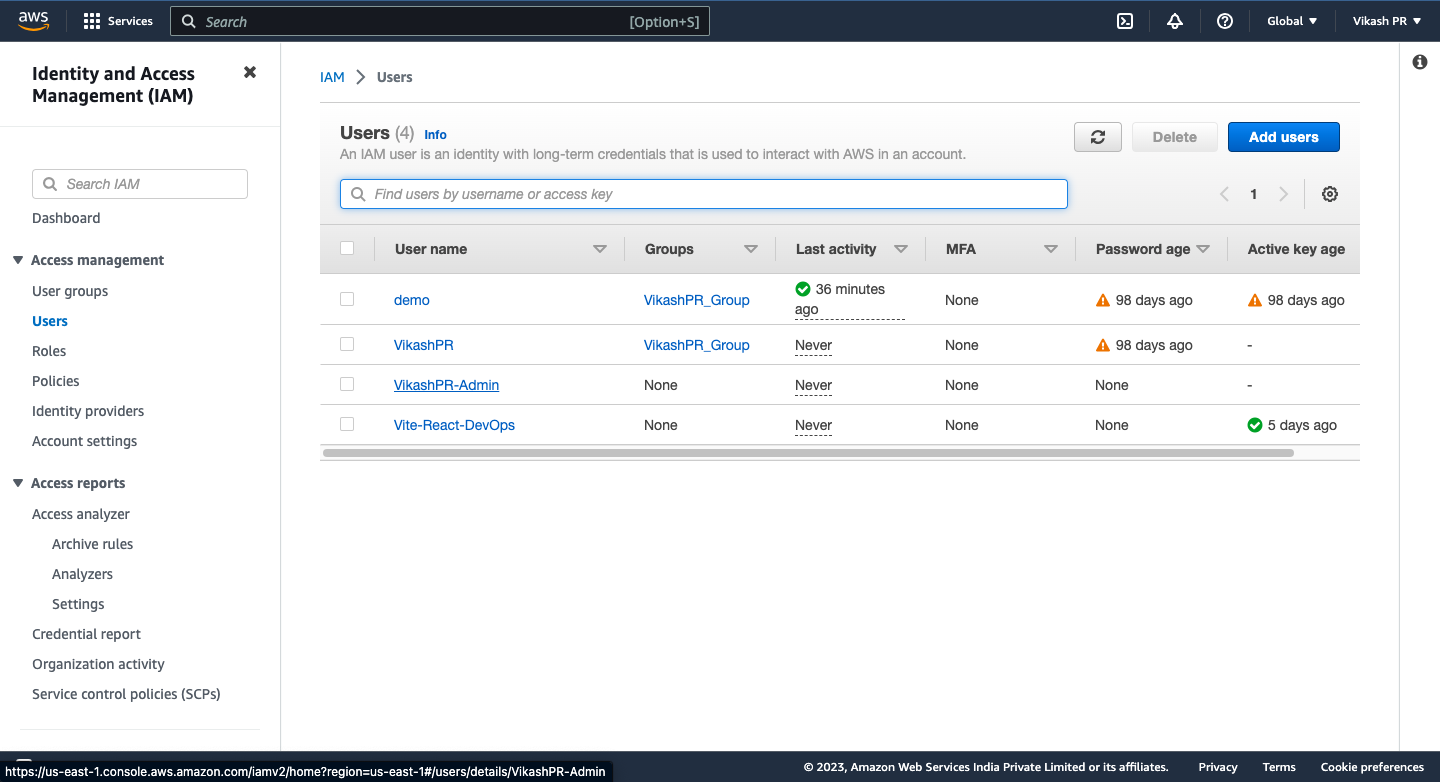 aws
Services
Search [Option+S]
Global
Vikash PR
Identity and Access
Management (IAM)
Search IAM
Dashboard
Access management
User groups
Users
Roles
Policies
Identity providers
Account settings
Access reports
Access analyzer
Archive rules
Analyzers
Settings
Credential report
Organization activity
Service control policies (SCPs)
IAM > Users
Users (4) Info
An IAM user is an identity with long-term credentials that is used to interact with AWS in an account.
Delete
Add users
Find users by username or access key
1
User name Groups Last activity MFA Password age Active key age
demo VikashPR_Group 36 minutes ago None 98 days ago 98 days ago
VikashPR VikashPR_Group Never None 98 days ago -
VikashPR-Admin None Never None None -
Vite-React-DevOps None Never None None 5 days ago
https://us-east-1.console.aws.amazon.com/iamv2/home?region=us-east-1#/users/details/VikashPR-Admin
© 2023, Amazon Web Services India Private Limited or its affiliates. Privacy Terms Cookie preferences